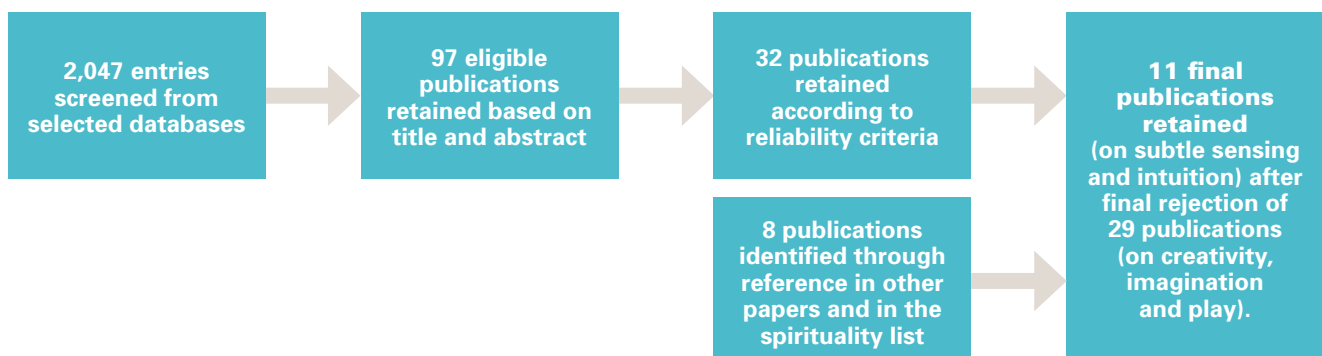 2,047 entries
screened from
selected databases
97 eligible
publications
retained based on
title and abstract
32 publications
retained
according to
reliability criteria
8 publications
identified through
reference in other
papers and in the
spirituality list
11 final
publications
retained
(on subtle sensing
and intuition) after
final rejection of
29 publications
(on creativity,
imagination
and play).